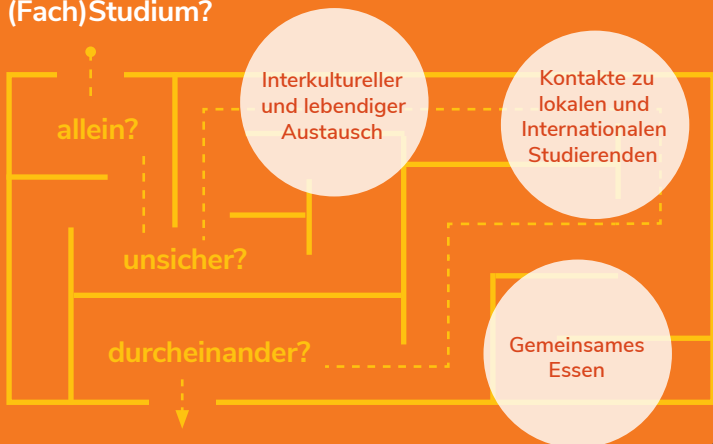 (Fach)Studium?
allein?
Interkultureller
und lebendiger
Austausch
Kontakte zu
lokalen und
Internationalen
Studierenden
unsicher?
durcheinander?
Gemeinsames
Essen